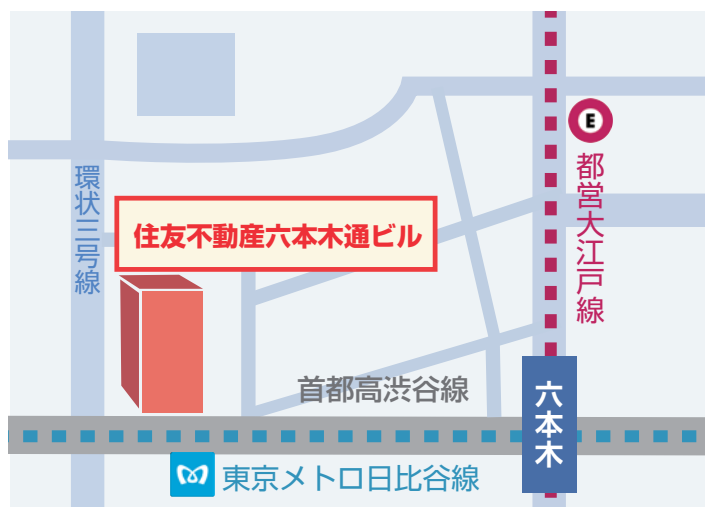 E
都営大江戸線
環状三号線
住友不動産六本木通ビル
首都高渋谷線
六本木
東京メトロ日比谷線